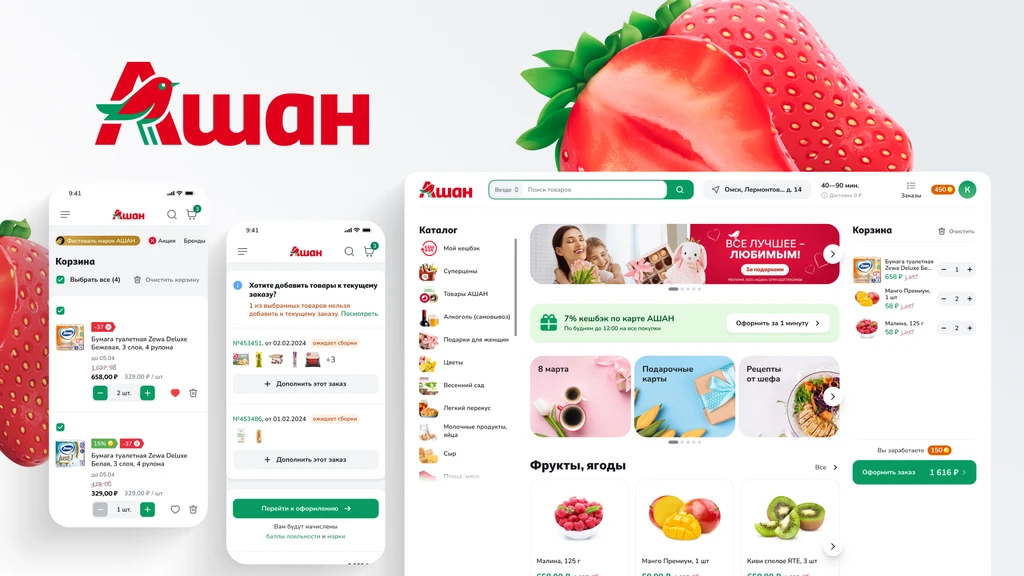 Ашан
9:41
Ашан
3
Фестиваль марок АШАН
Акция
Бренды
Корзина
Выбрать все (4)
Очистить корзину
-37
Бумага туалетная Zewa Deluxe
Бежевая, 3 слоя, 4 рулона
до 05.04
1 037,98
658,00 ₽
329,00 ₽ / шт
2 шт.
15%
-37
Бумага туалетная Zewa Deluxe
Белая, 3 слоя, 4 рулона
до 05.04
478,00
329,00 ₽
329,00 ₽ / шт
1 шт.
9:41
Ашан
3
Хотите добавить товары к текущему
заказу?
1 из выбранных товаров нельзя
добавить к текущему заказу. Посмотреть
№453451, от 02.02.2024
ожидает сборки
+3
Дополнить этот заказ
№453486, от 01.02.2024
ожидает сборки
Дополнить этот заказ
Перейти к оформлению
Вам будут начислены
баллы лояльности и марки
Ашан
Везде
Поиск товаров
Омск, Лермонтов... д. 14
40—90 мин.
Доставка 0 ₽
Заказы
450
К
Каталог
Мой кешбэк
Суперцены
Товары АШАН
Алкоголь (самовывоз)
Подарки для женщин
Цветы
Весенний сад
Легкий перекус
Молочные продукты,
яйца
Сыр
Птица, мясо
ВСЕ ЛУЧШЕЕ –
ЛЮБИМЫМ!
За подарками
7% кешбэк по карте АШАН
По будням до 12:00 на все покупки
Оформить за 1 минуту
8 марта
Подарочные
карты
Рецепты
от шефа
Фрукты, ягоды
Все
Малина, 125 г
Манго Премиум, 1 шт
Киви спелое RTE, 3 шт
Корзина
Очистить
Бумага туалетная
Zewa Deluxe Бе...
658 ₽
1 037
1
Манго Премиум,
1 шт
58 ₽
1 037
2
Малина, 125 г
58 ₽
1 037
2
Вы заработаете
150
Оформить заказ
1 616 ₽